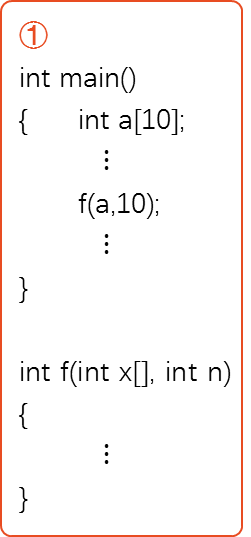 ①
int main()
{ int a[10];
⋮
f(a,10);
⋮
}
int f(int x[], int n)
{
⋮
}